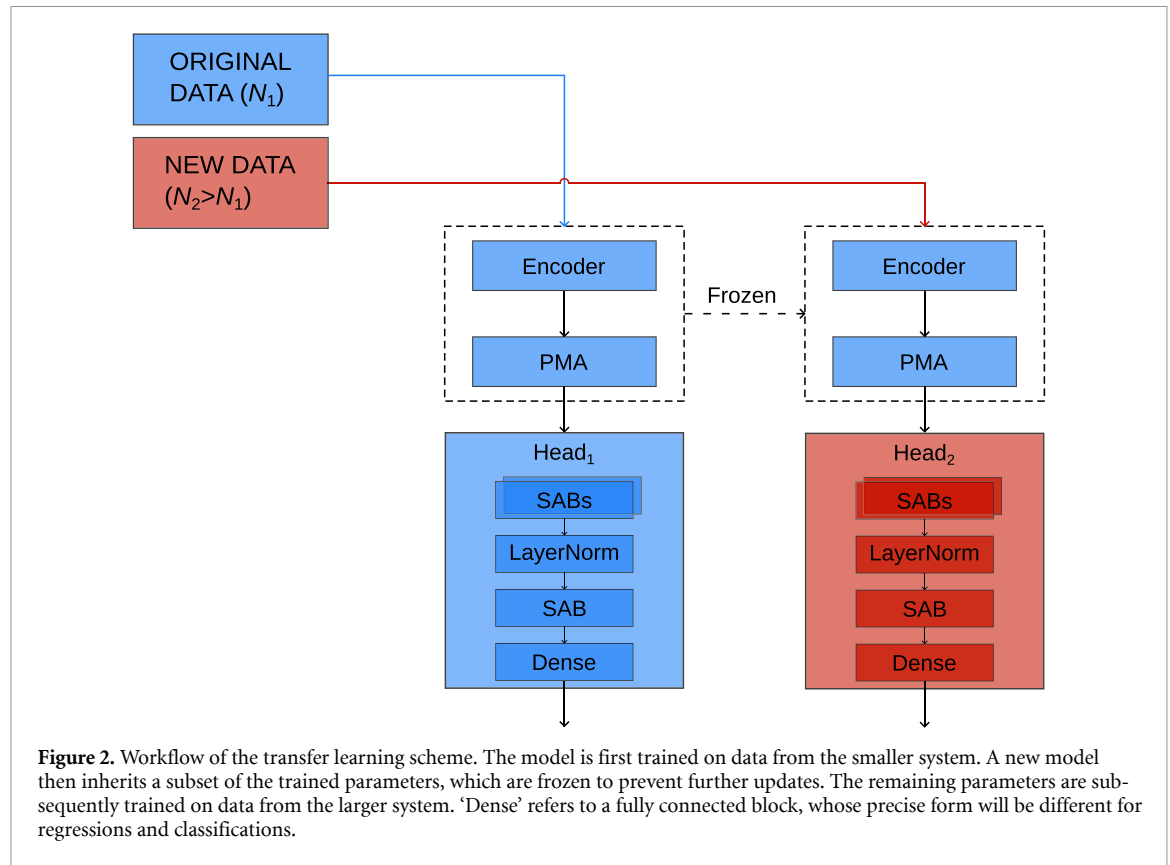 ORIGINAL
DATA (N₁)
NEW DATA
(N₂>N₁)
Encoder
PMA
Frozen
Encoder
PMA
Head₁
SABs
LayerNorm
SAB
Dense
Head₂
SABs
LayerNorm
SAB
Dense
Figure 2. Workflow of the transfer learning scheme. The model is first trained on data from the smaller system. A new model
then inherits a subset of the trained parameters, which are frozen to prevent further updates. The remaining parameters are sub-
sequently trained on data from the larger system. ‘Dense’ refers to a fully connected block, whose precise form will be different for
regressions and classifications.